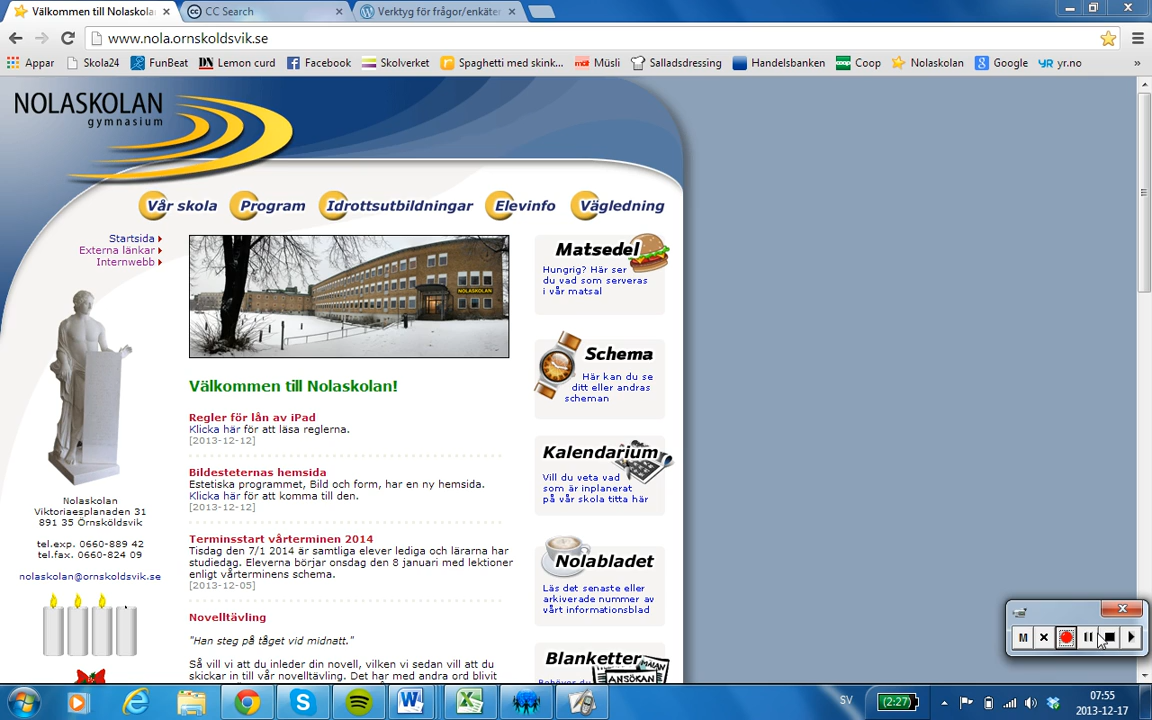 Välkommen till Nolaskola
CC Search
Verktyg för frågor/enkäter
www.nola.ornskoldsvik.se
Appar
Skola24
FunBeat
DN Lemon curd
Facebook
Skolverket
Spaghetti med skink...
mat Müsli
Salladsdressing
Handelsbanken
coop Coop
Nolaskolan
8 Google
YR yr.no
»
NOLASKOLAN
gymnasium
Vår skola
Program
Idrottsutbildningar
Elevinfo
Vägledning
Startsida
Externa länkar
Internwebb
Nolaskolan
Viktoriaesplanaden 31
891 35 Örnsköldsvik
tel.exp. 0660-889 42
tel.fax. 0660-824 09
nolaskolan@ornskoldsvik.se
NOLASKOLAN
Välkommen till Nolaskolan!
Regler för lån av iPad
Klicka här för att läsa reglerna.
[2013-12-12]
Bildesteternas hemsida
Estetiska programmet, Bild och form, har en ny hemsida.
Klicka här för att komma till den.
[2013-12-12]
Terminsstart vårterminen 2014
Tisdag den 7/1 2014 är samtliga elever lediga och lärarna har
studiedag. Eleverna börjar onsdag den 8 januari med lektioner
enligt vårterminens schema.
[2013-12-05]
Novelltävling
"Han steg på tåget vid midnatt."
Så vill vi att du inleder din novell, vilken vi sedan vill att du
skickar in till vår novelltävling. Det har med andra ord blivit
Matsedel
Hungrig? Här ser
du vad som serveras
i vår matsal
Schema
Här kan du se
ditt eller andras
scheman
Kalendarium
Vill du veta vad
som är inplanerat
på vår skola titta här
Nolabladet
Läs det senaste eller
arkiverade nummer av
vårt informationsblad
Blanketter
MALAN
ANSÖKAN
M
SV
(2:27)
07:55
2013-12-17